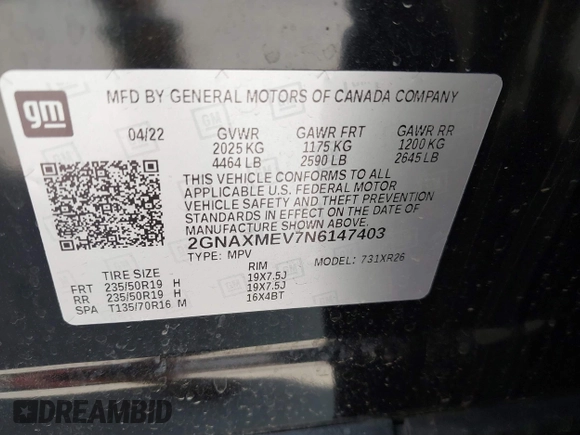 gm
MFD BY GENERAL MOTORS OF CANADA COMPANY
04/22 GVWR GAWR FRT GAWR RR
2025 KG 1175 KG 1200 KG
4464 LB 2590 LB 2645 LB
THIS VEHICLE CONFORMS TO ALL
APPLICABLE U.S. FEDERAL MOTOR
VEHICLE SAFETY AND THEFT PREVENTION
STANDARDS IN EFFECT ON THE DATE OF
MANUFACTURE SHOWN ABOVE.
2GNAXMEV7N6147403
TYPE: MPV MODEL: 731XR26
TIRE SIZE RIM
FRT 235/50R19 H 19X7.5J
RR 235/50R19 H 19X7.5J
SPA T135/70R16 M 16X4BT
DREAMBID